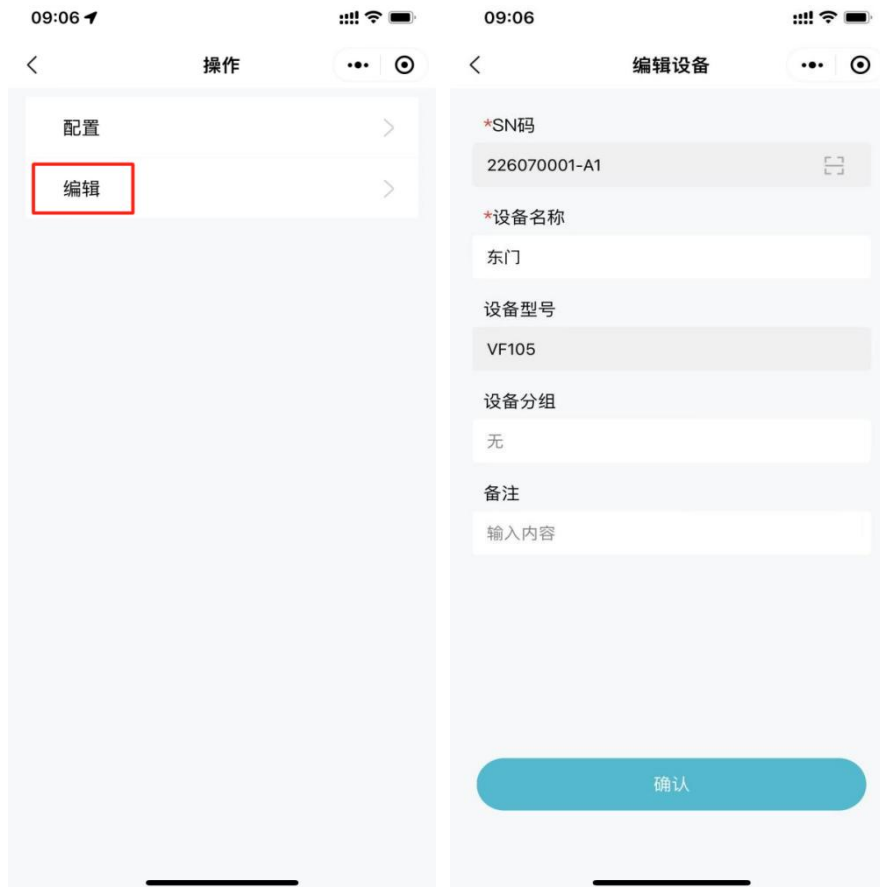 09:06
操作
配置
编辑
09:06
编辑设备
*SN码
226070001-A1
*设备名称
东门
设备型号
VF105
设备分组
无
备注
输入内容
确认